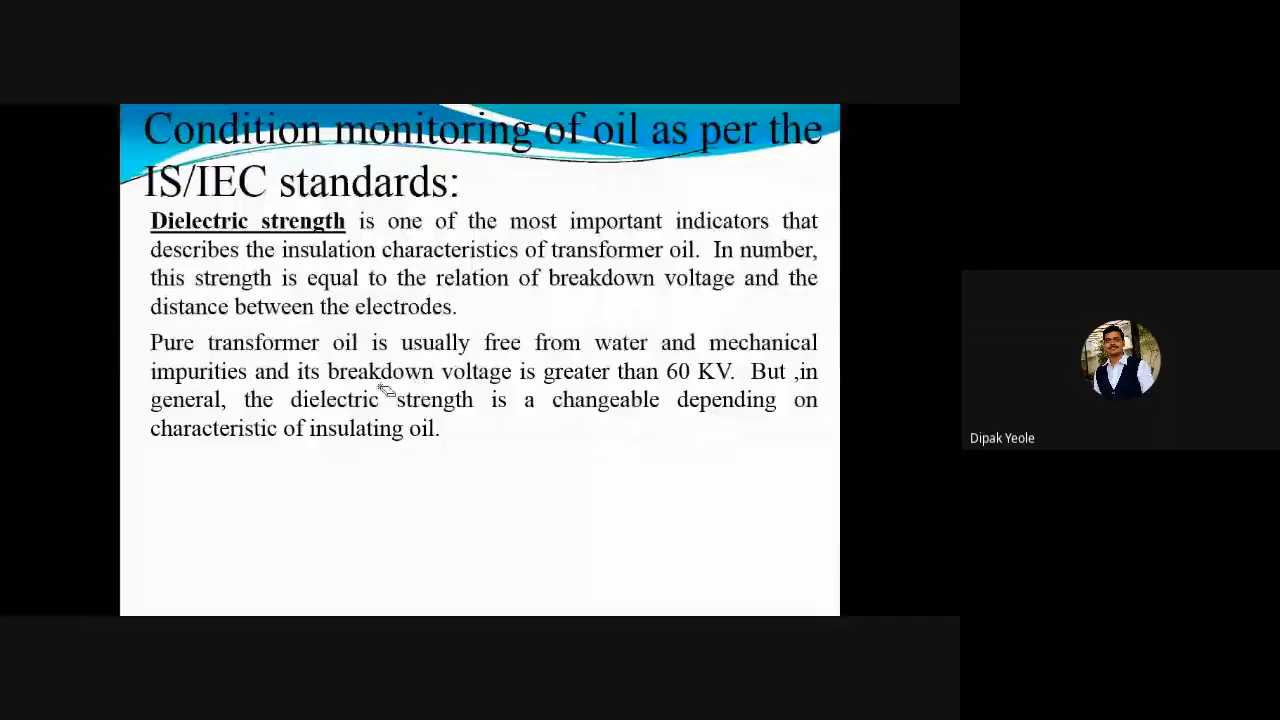 Condition monitoring of oil as per the
IS/IEC standards:
Dielectric strength is one of the most important indicators that
describes the insulation characteristics of transformer oil. In number,
this strength is equal to the relation of breakdown voltage and the
distance between the electrodes.
Pure transformer oil is usually free from water and mechanical
impurities and its breakdown voltage is greater than 60 KV. But ,in
general, the dielectric strength is a changeable depending on
characteristic of insulating oil.
Dipak Yeole